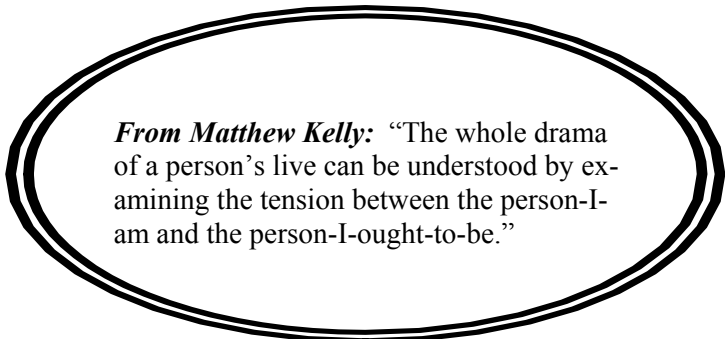 From Matthew Kelly: “The whole drama
of a person’s live can be understood by ex-
amining the tension between the person-I-
am and the person-I-ought-to-be.”